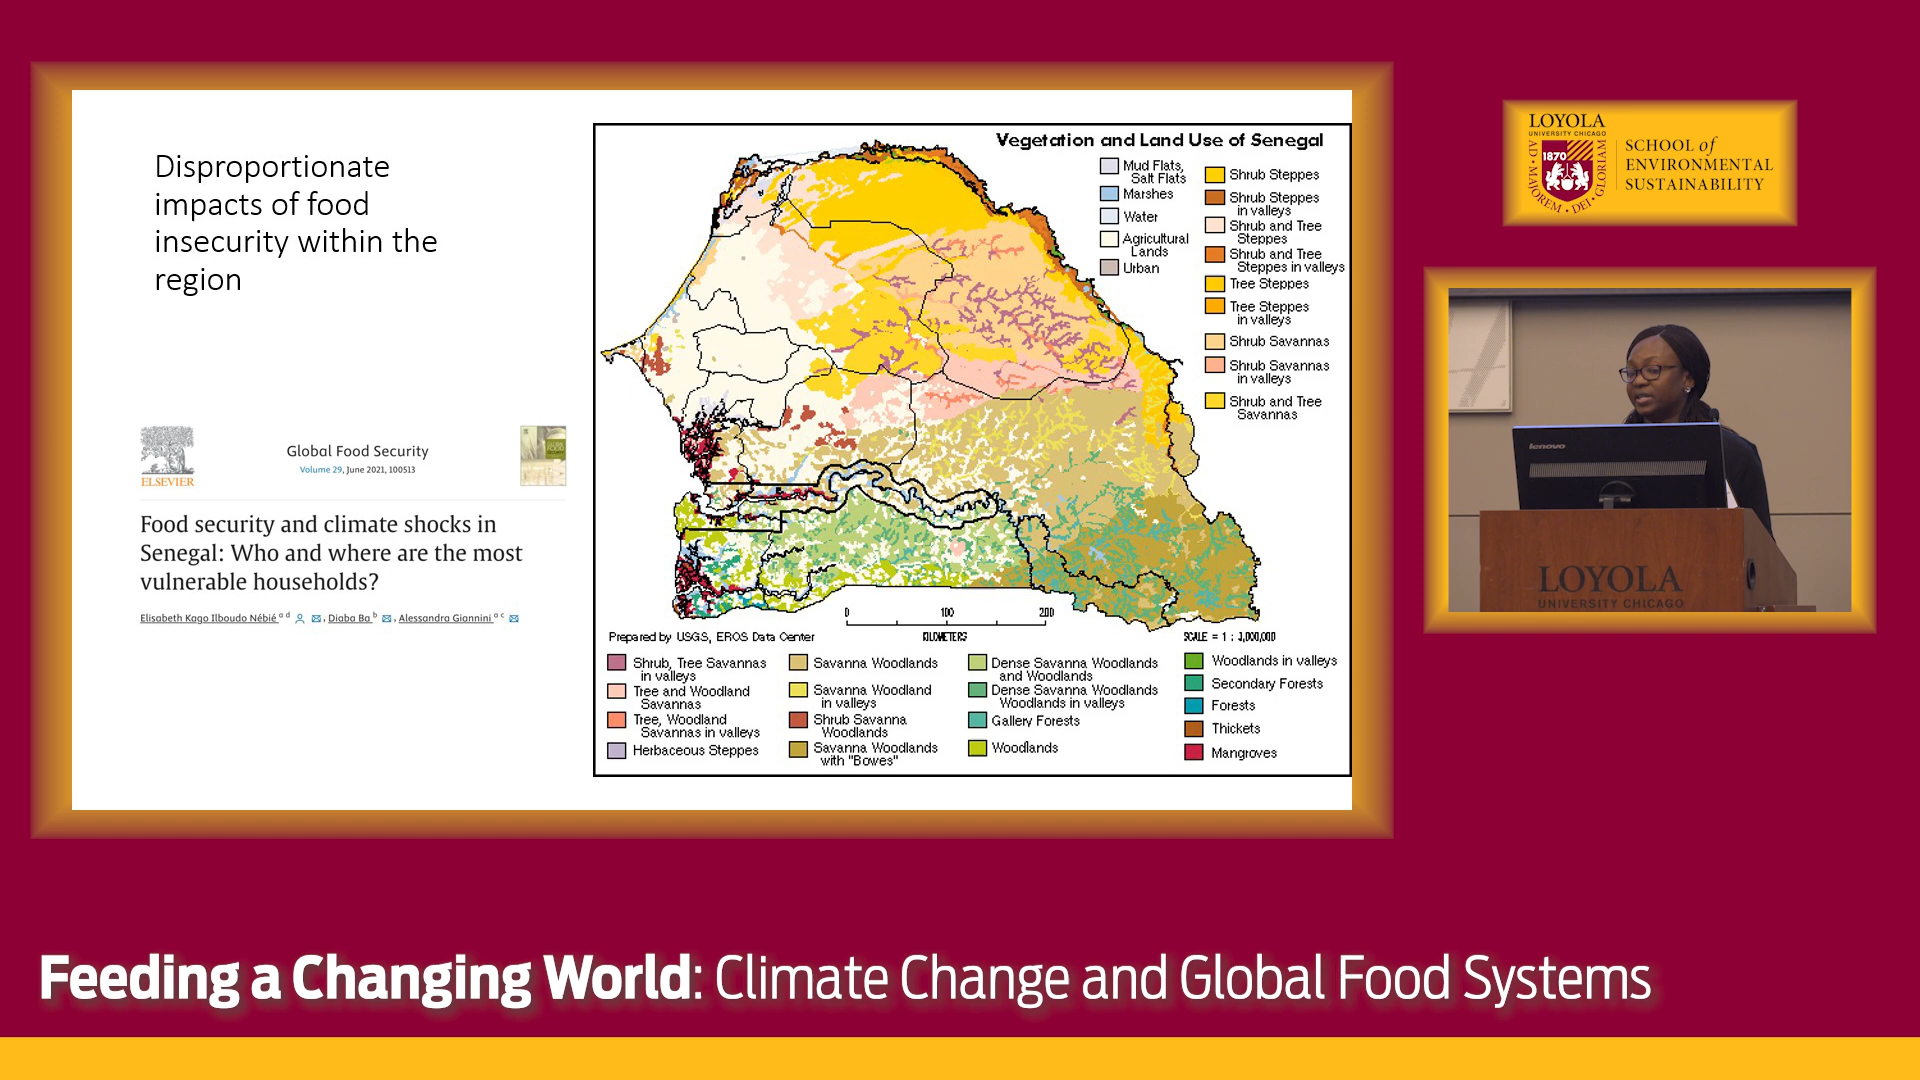 Disproportionate
impacts of food
insecurity within the
region
ELSEVIER
Global Food Security
Volume 29, June 2021, 100513
Food security and climate shocks in
Senegal: Who and where are the most
vulnerable households?
Elisabeth Kago Ilboudo Nébié a d, Diaba Ba b, Alessandra Giannini a c
Vegetation and Land Use of Senegal
Mud Flats,
Salt Flats
Marshes
Water
Agricultural
Lands
Urban
Shrub Steppes
Shrub Steppes
in valleys
Shrub and Tree
Steppes
Shrub and Tree
Steppes in valleys
Tree Steppes
Tree Steppes
in valleys
Shrub Savannas
Shrub Savannas
in valleys
Shrub and Tree
Savannas
0 100 200
KILOMETERS
Prepared by USGS, EROS Data Center
SCALE = 1 : 3,000,000
Shrub, Tree Savannas
in valleys
Tree and Woodland
Savannas
Tree, Woodland
Savannas in valleys
Herbaceous Steppes
Savanna Woodlands
Savanna Woodland
in valleys
Shrub Savanna
Woodlands
Savanna Woodlands
with "Bowes"
Dense Savanna Woodlands
and Woodlands
Dense Savanna Woodlands
Woodlands in valleys
Gallery Forests
Woodlands
Woodlands in valleys
Secondary Forests
Forests
Thickets
Mangroves
LOYOLA
UNIVERSITY CHICAGO
1870
AD • MAJOREM • DEI • GLORIAM
SCHOOL of
ENVIRONMENTAL
SUSTAINABILITY
lenovo
LOYOLA
UNIVERSITY CHICAGO
Feeding a Changing World: Climate Change and Global Food Systems